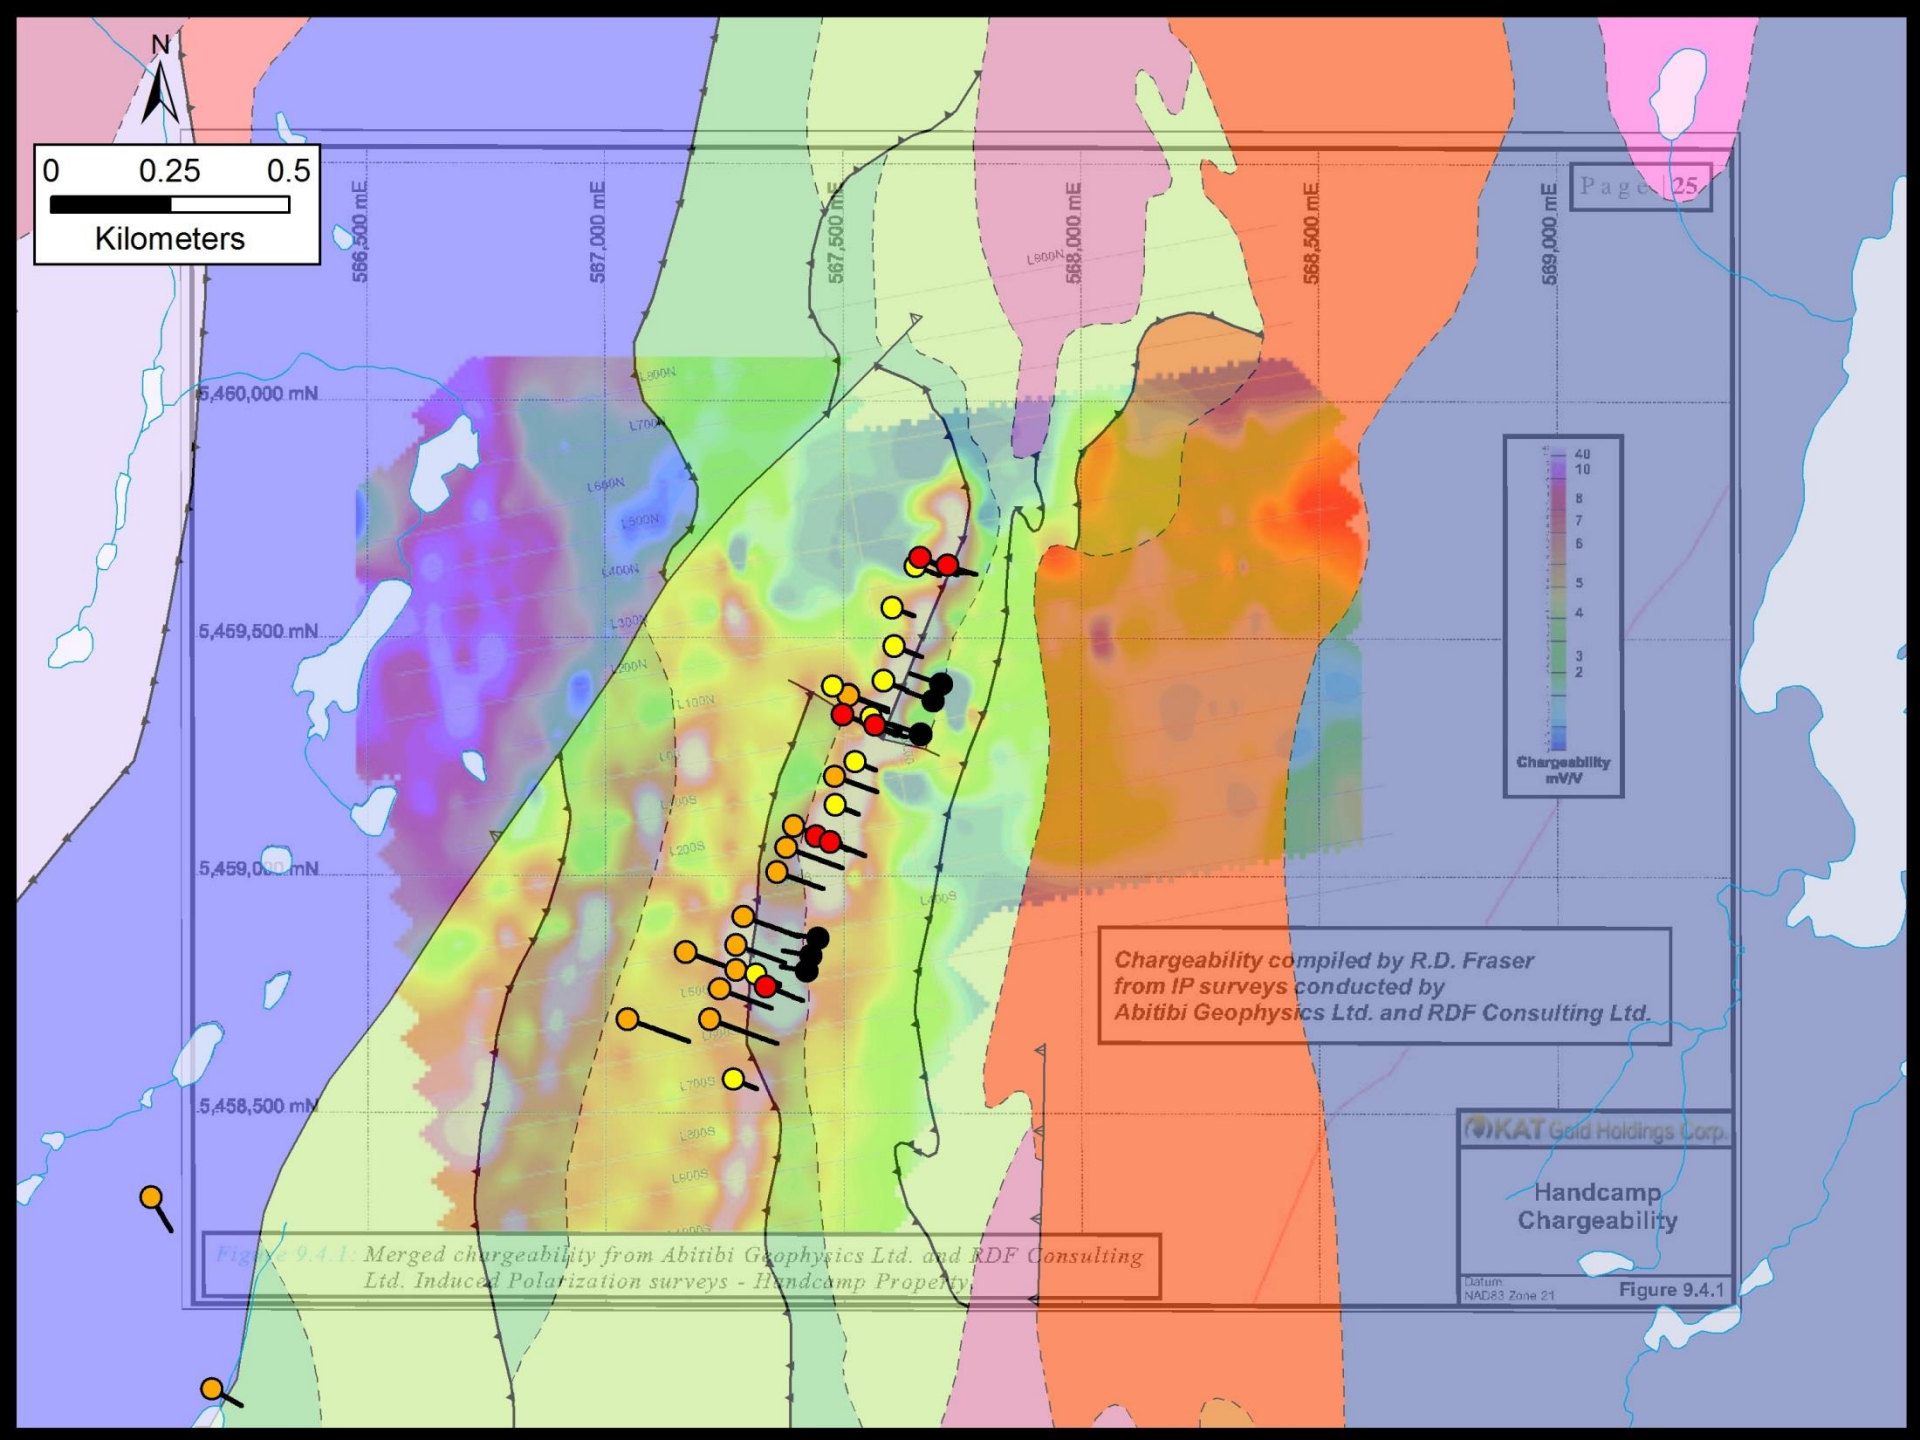 N
0 0.25 0.5
Kilometers
566,500 mE
567,000 mE
567,500 mE
568,000 mE
568,500 mE
569,000 mE
Page | 25
L800N
5,460,000 mN
L800N
L700N
L600N
L500N
L400N
5,459,500 mN
L300N
L200N
L100N
L200S
5,459,000 mN
L400S
L700S
5,458,500 mN
L800S
L900S
40
10
8
7
6
5
4
3
2
Chargeability
mV/V
Chargeability compiled by R.D. Fraser
from IP surveys conducted by
Abitibi Geophysics Ltd. and RDF Consulting Ltd.
KAT Gold Holdings Corp.
Handcamp
Chargeability
Datum:
NAD83 Zone 21
Figure 9.4.1
Figure 9.4.1: Merged chargeability from Abitibi Geophysics Ltd. and RDF Consulting
Ltd. Induced Polarization surveys - Handcamp Property